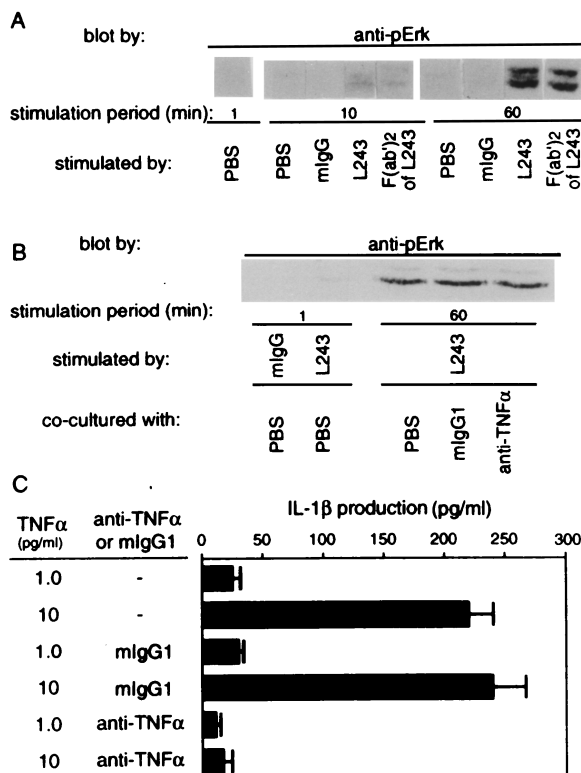 A
blot by: anti-pErk
stimulation period (min): 1 10 60
stimulated by: PBS PBS mIgG L243 F(ab')2 of L243 PBS mIgG L243 F(ab')2 of L243
B
blot by: anti-pErk
stimulation period (min): 1 60
stimulated by: mIgG L243 L243
co-cultured with: PBS PBS PBS mIgG1 anti-TNFα
C
IL-1β production (pg/ml)
TNFα (pg/ml) anti-TNFα or mIgG1
0 50 100 150 200 250 300
1.0 -
10 -
1.0 mIgG1
10 mIgG1
1.0 anti-TNFα
10 anti-TNFα